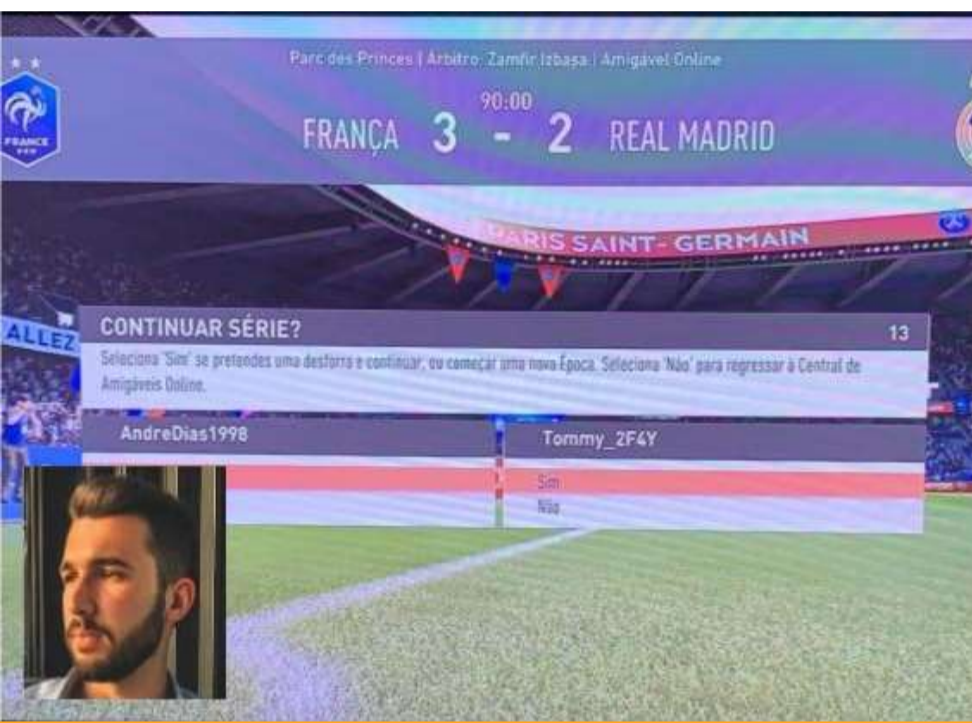 Parc des Princes | Árbitro: Zamfir Izbaşa | Amigável Online
90:00
FRANÇA 3 - 2 REAL MADRID
FRANCE
PARIS SAINT-GERMAIN
ALLEZ
CONTINUAR SÉRIE? 13
Seleciona 'Sim' se pretendes uma desforra e continuar, ou começar uma nova Época. Seleciona 'Não' para regressar à Central de
Amigáveis Online.
AndreDias1998 Tommy_2F4Y
Sim
Não